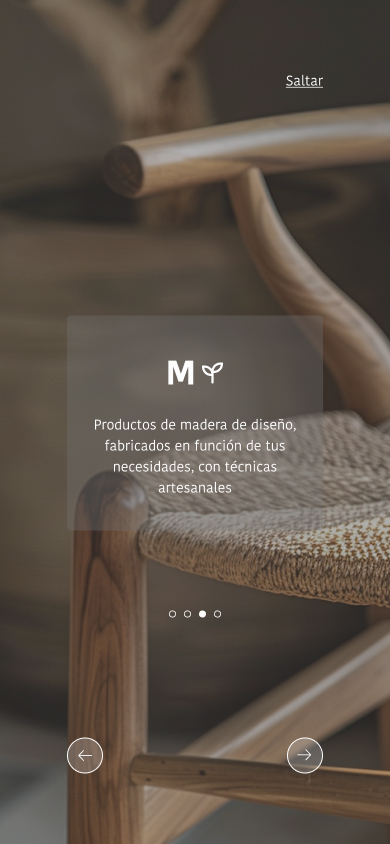 Saltar
M
Productos de madera de diseño,
fabricados en función de tus
necesidades, con técnicas
artesanales